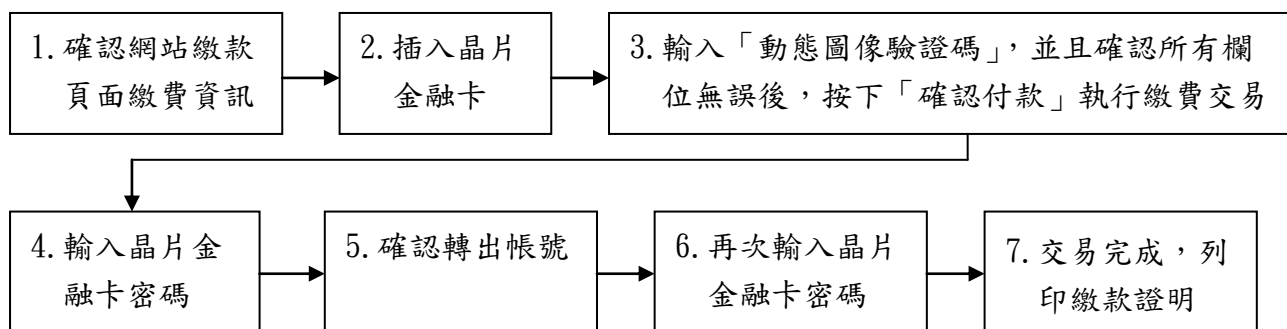 1.確認網站繳款
頁面繳費資訊
2.插入晶片
金融卡
3.輸入「動態圖像驗證碼」，並且確認所有欄
位無誤後，按下「確認付款」執行繳費交易
4.輸入晶片金
融卡密碼
5.確認轉出帳號
6.再次輸入晶片
金融卡密碼
7.交易完成，列
印繳款證明